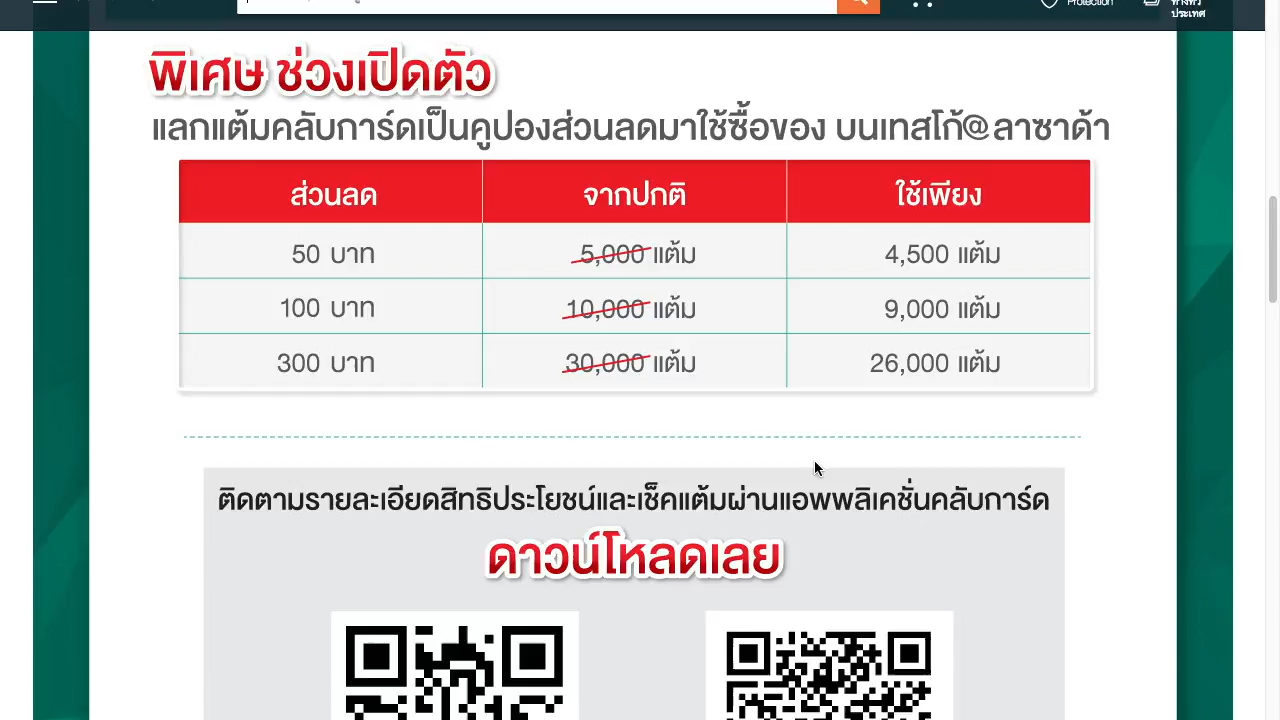 Protection
ทั่ว
ประเทศ
พิเศษ ช่วงเปิดตัว
แลกแต้มคลับการ์ดเป็นคูปองส่วนลดมาใช้ซื้อของ บนเทสโก้@ลาซาด้า
ส่วนลด จากปกติ ใช้เพียง
50 บาท 5,000 แต้ม 4,500 แต้ม
100 บาท 10,000 แต้ม 9,000 แต้ม
300 บาท 30,000 แต้ม 26,000 แต้ม
ติดตามรายละเอียดสิทธิประโยชน์และเช็คแต้มผ่านแอพพลิเคชั่นคลับการ์ด
ดาวน์โหลดเลย